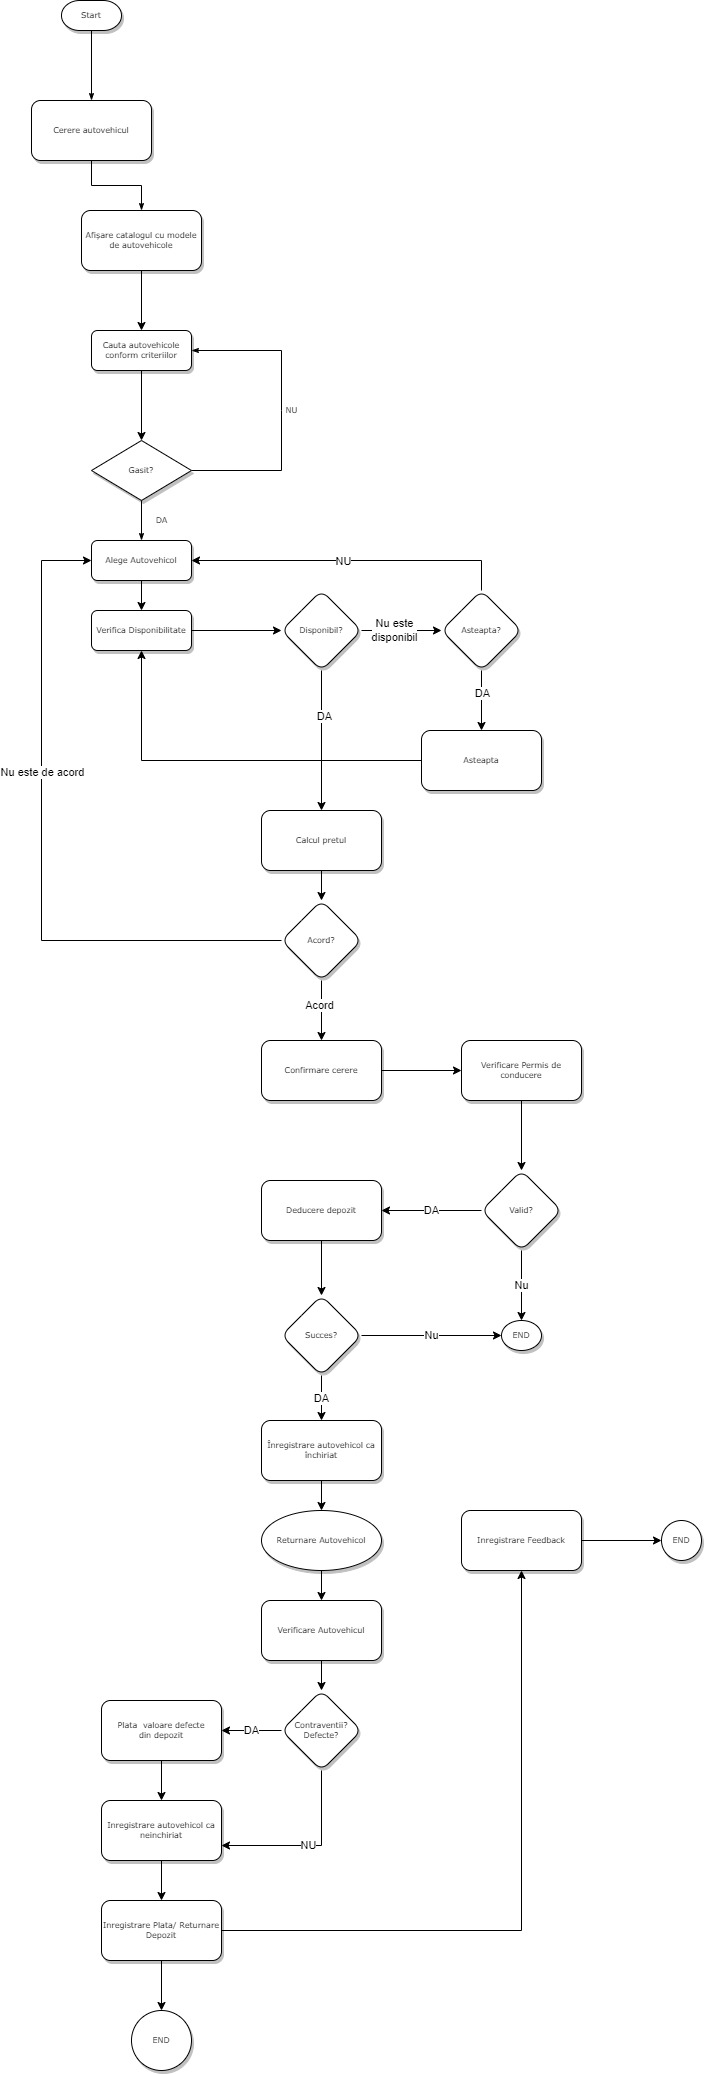 Start
Cerere autovehicul
Afișare catalogul cu modele
de autovehicole
Cauta autovehicole
conform criteriilor
NU
Gasit?
DA
Alege Autovehicol
NU
Verifica Disponibilitate
Disponibil?
Nu este
disponibil
Asteapta?
DA
DA
Asteapta
Nu este de acord
Calcul pretul
Acord?
Acord
Confirmare cerere
Verificare Permis de
conducere
Deducere depozit
DA
Valid?
Nu
Succes?
Nu
END
DA
Înregistrare autovehicol ca
închiriat
Returnare Autovehicol
Inregistrare Feedback
END
Verificare Autovehicul
Plata valoare defecte
din depozit
DA
Contraventii?
Defecte?
Inregistrare autovehicol ca
neinchiriat
NU
Inregistrare Plata/ Returnare
Depozit
END